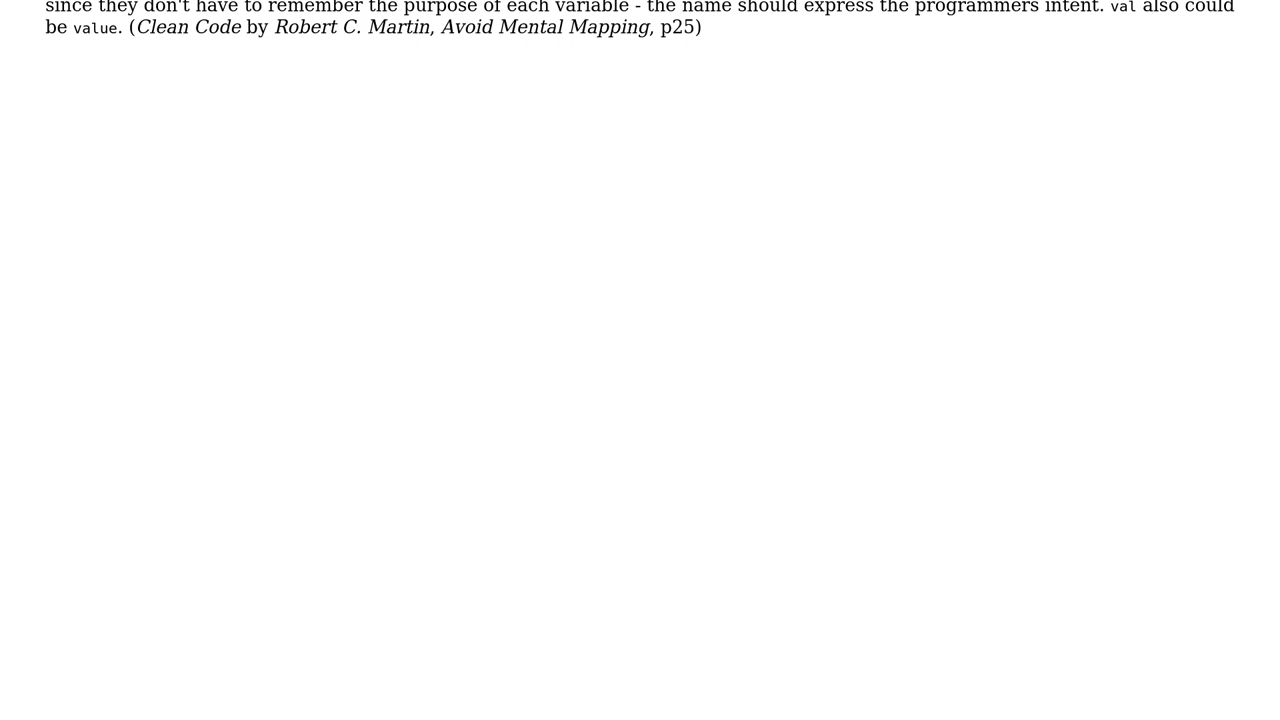 since they don't have to remember the purpose of each variable - the name should express the programmers intent. val also could
be value. (Clean Code by Robert C. Martin, Avoid Mental Mapping, p25)